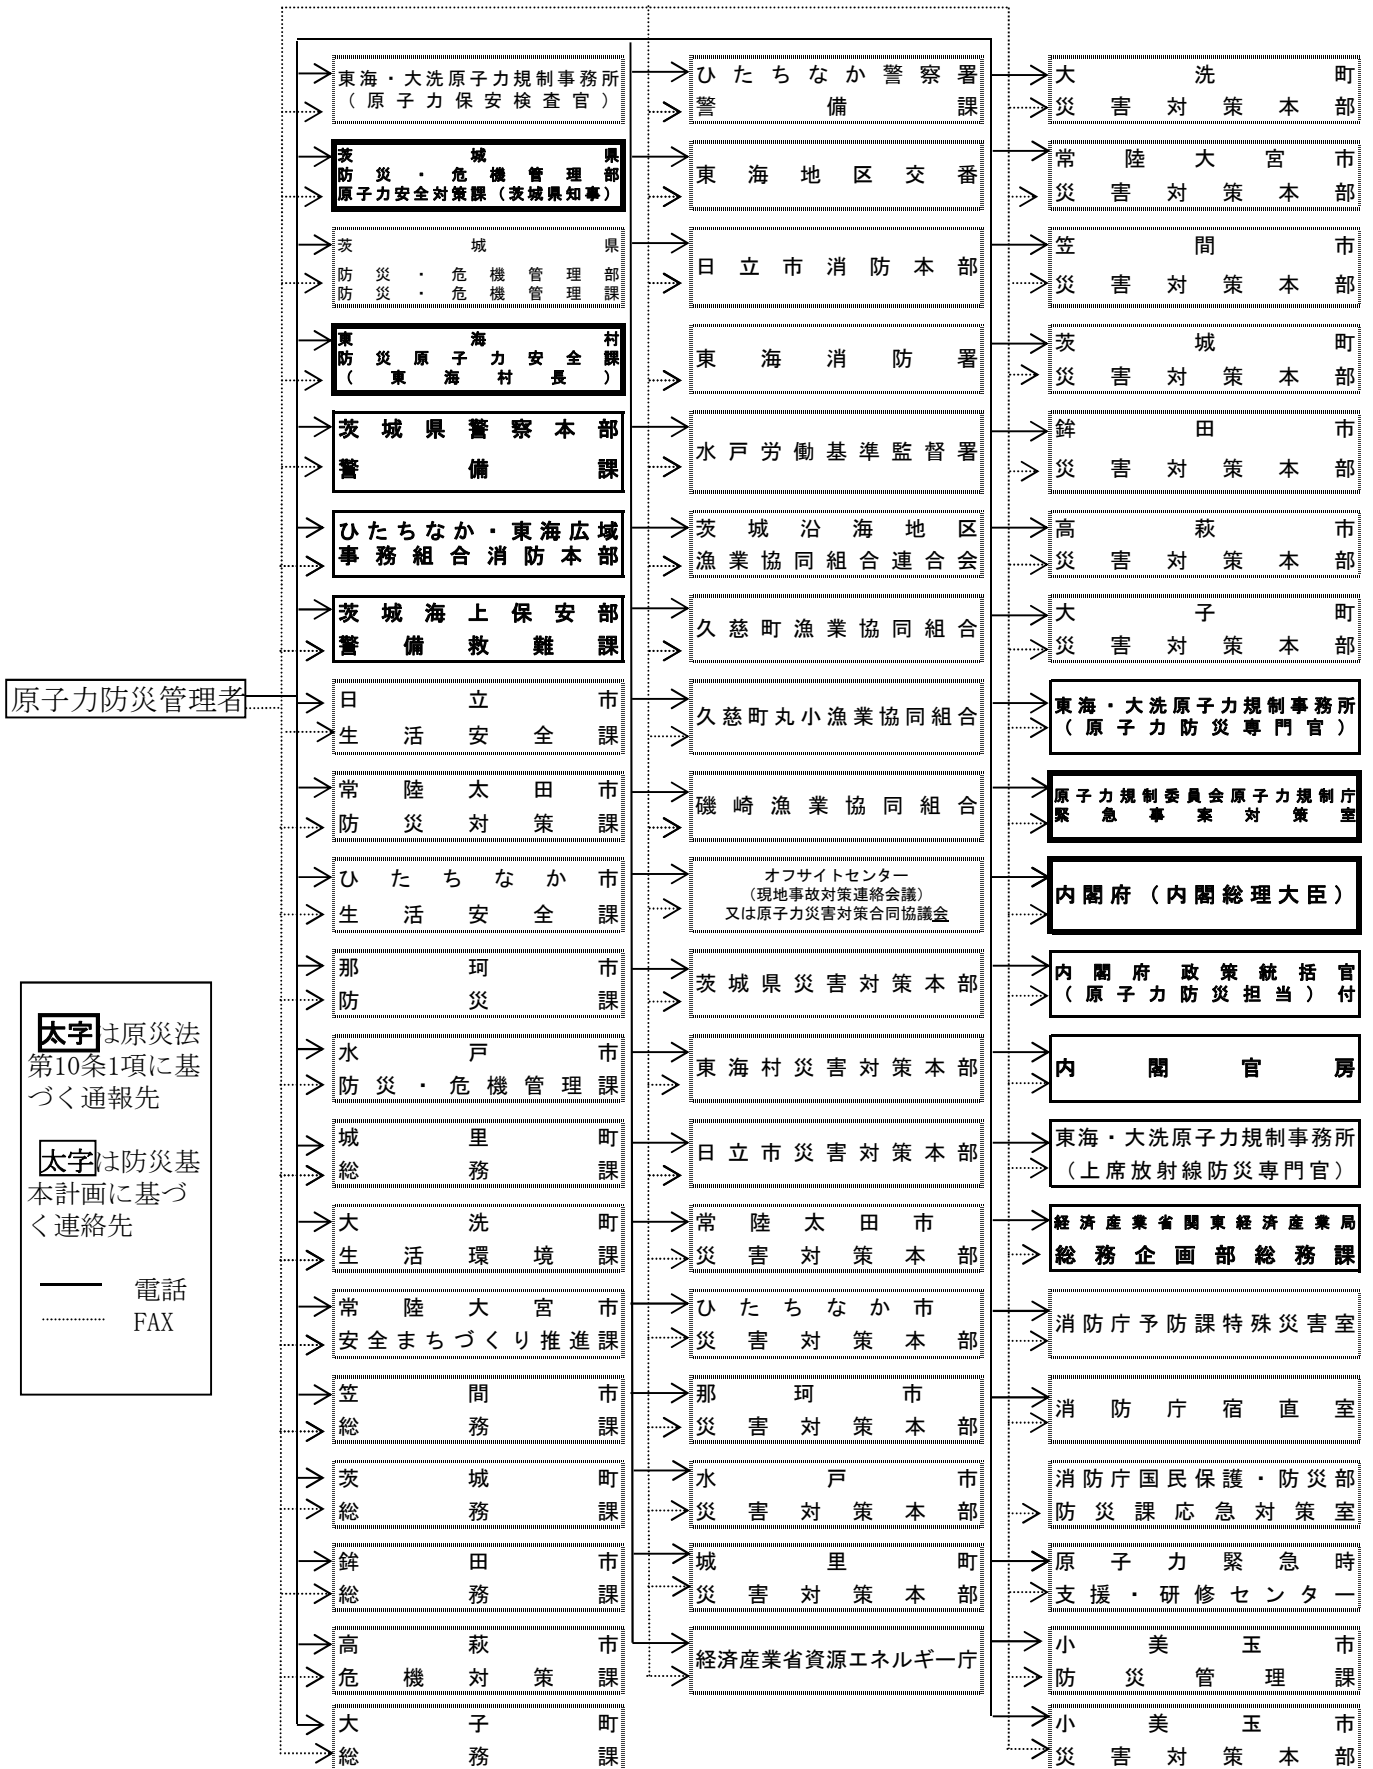 原子力防災管理者
太字は原災法
第10条1項に基
づく通報先
太字は防災基
本計画に基づ
く連絡先
電話
FAX
東海・大洗原子力規制事務所
（原子力保安検査官）
茨城県
防災・危機管理部
原子力安全対策課（茨城県知事）
茨城県
防災・危機管理部
防災・危機管理課
東海村
防災原子力安全課
（東海村長）
茨城県警察本部
警備課
ひたちなか・東海広域
事務組合消防本部
茨城海上保安部
警備救難課
日立市
生活安全課
常陸太田市
防災対策課
ひたちなか市
生活安全課
那珂市
防災課
水戸市
防災・危機管理課
城里町
総務課
大洗町
生活環境課
常陸大宮市
安全まちづくり推進課
笠間市
総務課
茨城町
総務課
鉾田市
総務課
高萩市
危機対策課
大子町
総務課
ひたちなか警察署
警備課
東海地区交番
日立市消防本部
東海消防署
水戸労働基準監督署
茨城沿海地区
漁業協同組合連合会
久慈町漁業協同組合
久慈町丸小漁業協同組合
磯崎漁業協同組合
オフサイトセンター
（現地事故対策連絡会議）
又は原子力災害対策合同協議会
茨城県災害対策本部
東海村災害対策本部
日立市災害対策本部
常陸太田市
災害対策本部
ひたちなか市
災害対策本部
那珂市
災害対策本部
水戸市
災害対策本部
城里町
災害対策本部
経済産業省資源エネルギー庁
大洗町
災害対策本部
常陸大宮市
災害対策本部
笠間市
災害対策本部
茨城町
災害対策本部
鉾田市
災害対策本部
高萩市
災害対策本部
大子町
災害対策本部
東海・大洗原子力規制事務所
（原子力防災専門官）
原子力規制委員会原子力規制庁
緊急事案対策室
内閣府（内閣総理大臣）
内閣府政策統括官
（原子力防災担当）付
内閣官房
東海・大洗原子力規制事務所
（上席放射線防災専門官）
経済産業省関東経済産業局
総務企画部総務課
消防庁予防課特殊災害室
消防庁宿直室
消防庁国民保護・防災部
防災課応急対策室
原子力緊急時
支援・研修センター
小美玉市
防災管理課
小美玉市
災害対策本部